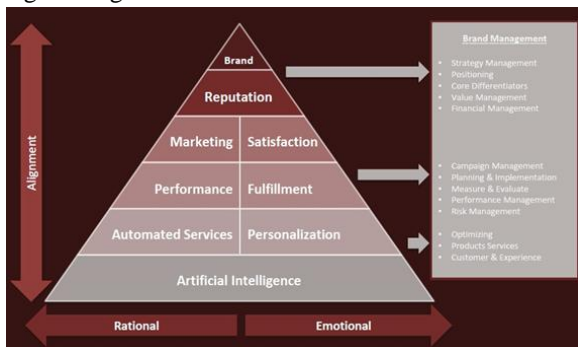 Brand
Reputation
Marketing
Satisfaction
Performance
Fulfillment
Automated Services
Personalization
Artificial Intelligence
Alignment
Rational
Emotional
Brand Management
• Strategy Management
• Positioning
• Core Differentiators
• Value Management
• Financial Management
• Campaign Management
• Planning & Implementation
• Measure & Evaluate
• Performance Management
• Risk Management
• Optimizing
• Products Services
• Customer & Experience